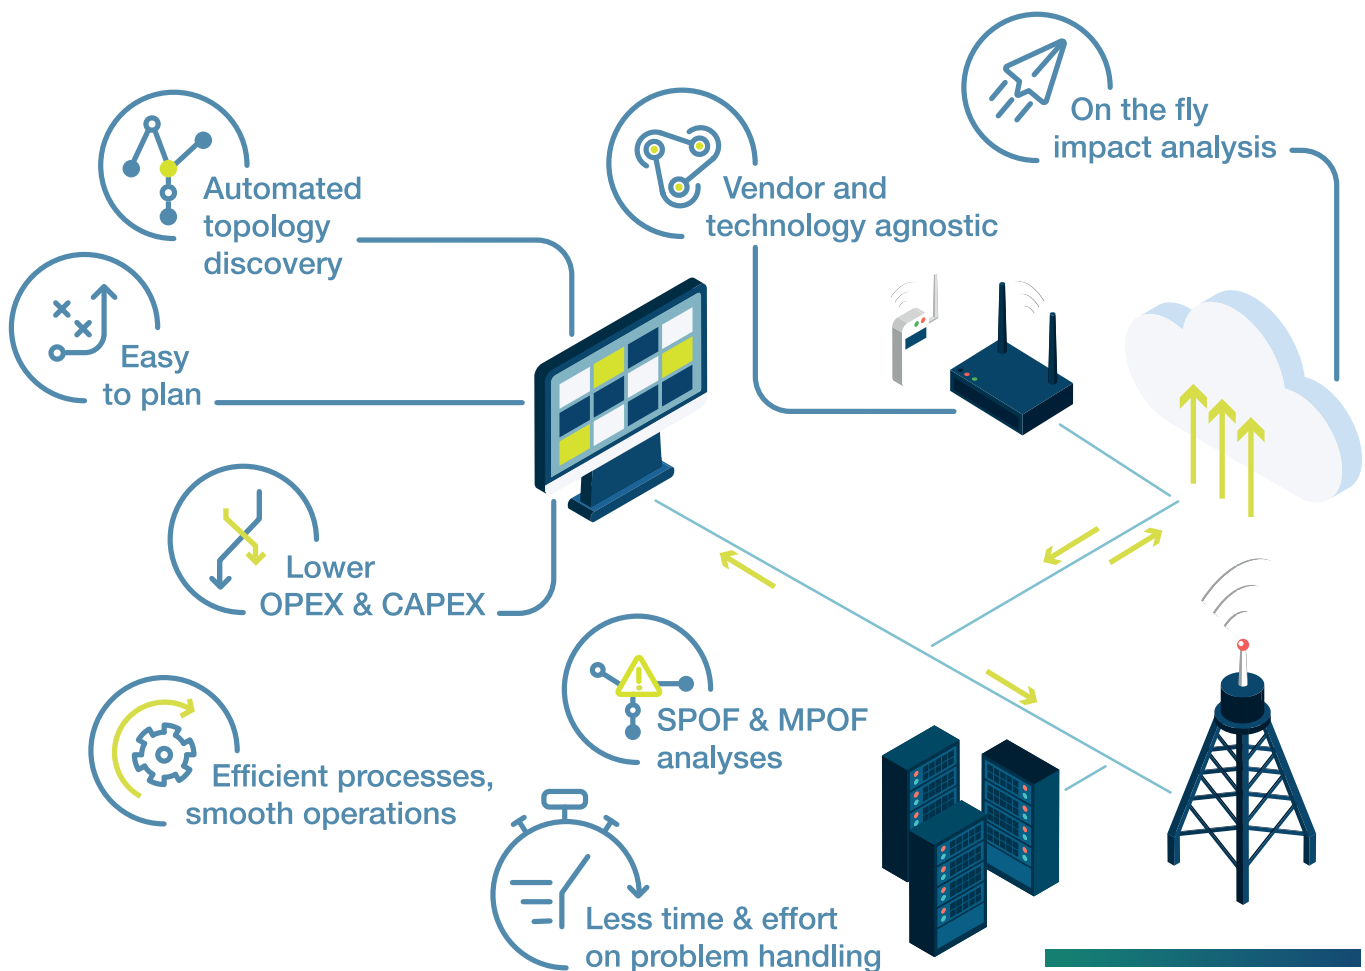 On the fly
impact analysis
Automated
topology
discovery
Vendor and
technology agnostic
Easy
to plan
Lower
OPEX & CAPEX
SPOF & MPOF
analyses
Efficient processes,
smooth operations
Less time & effort
on problem handling